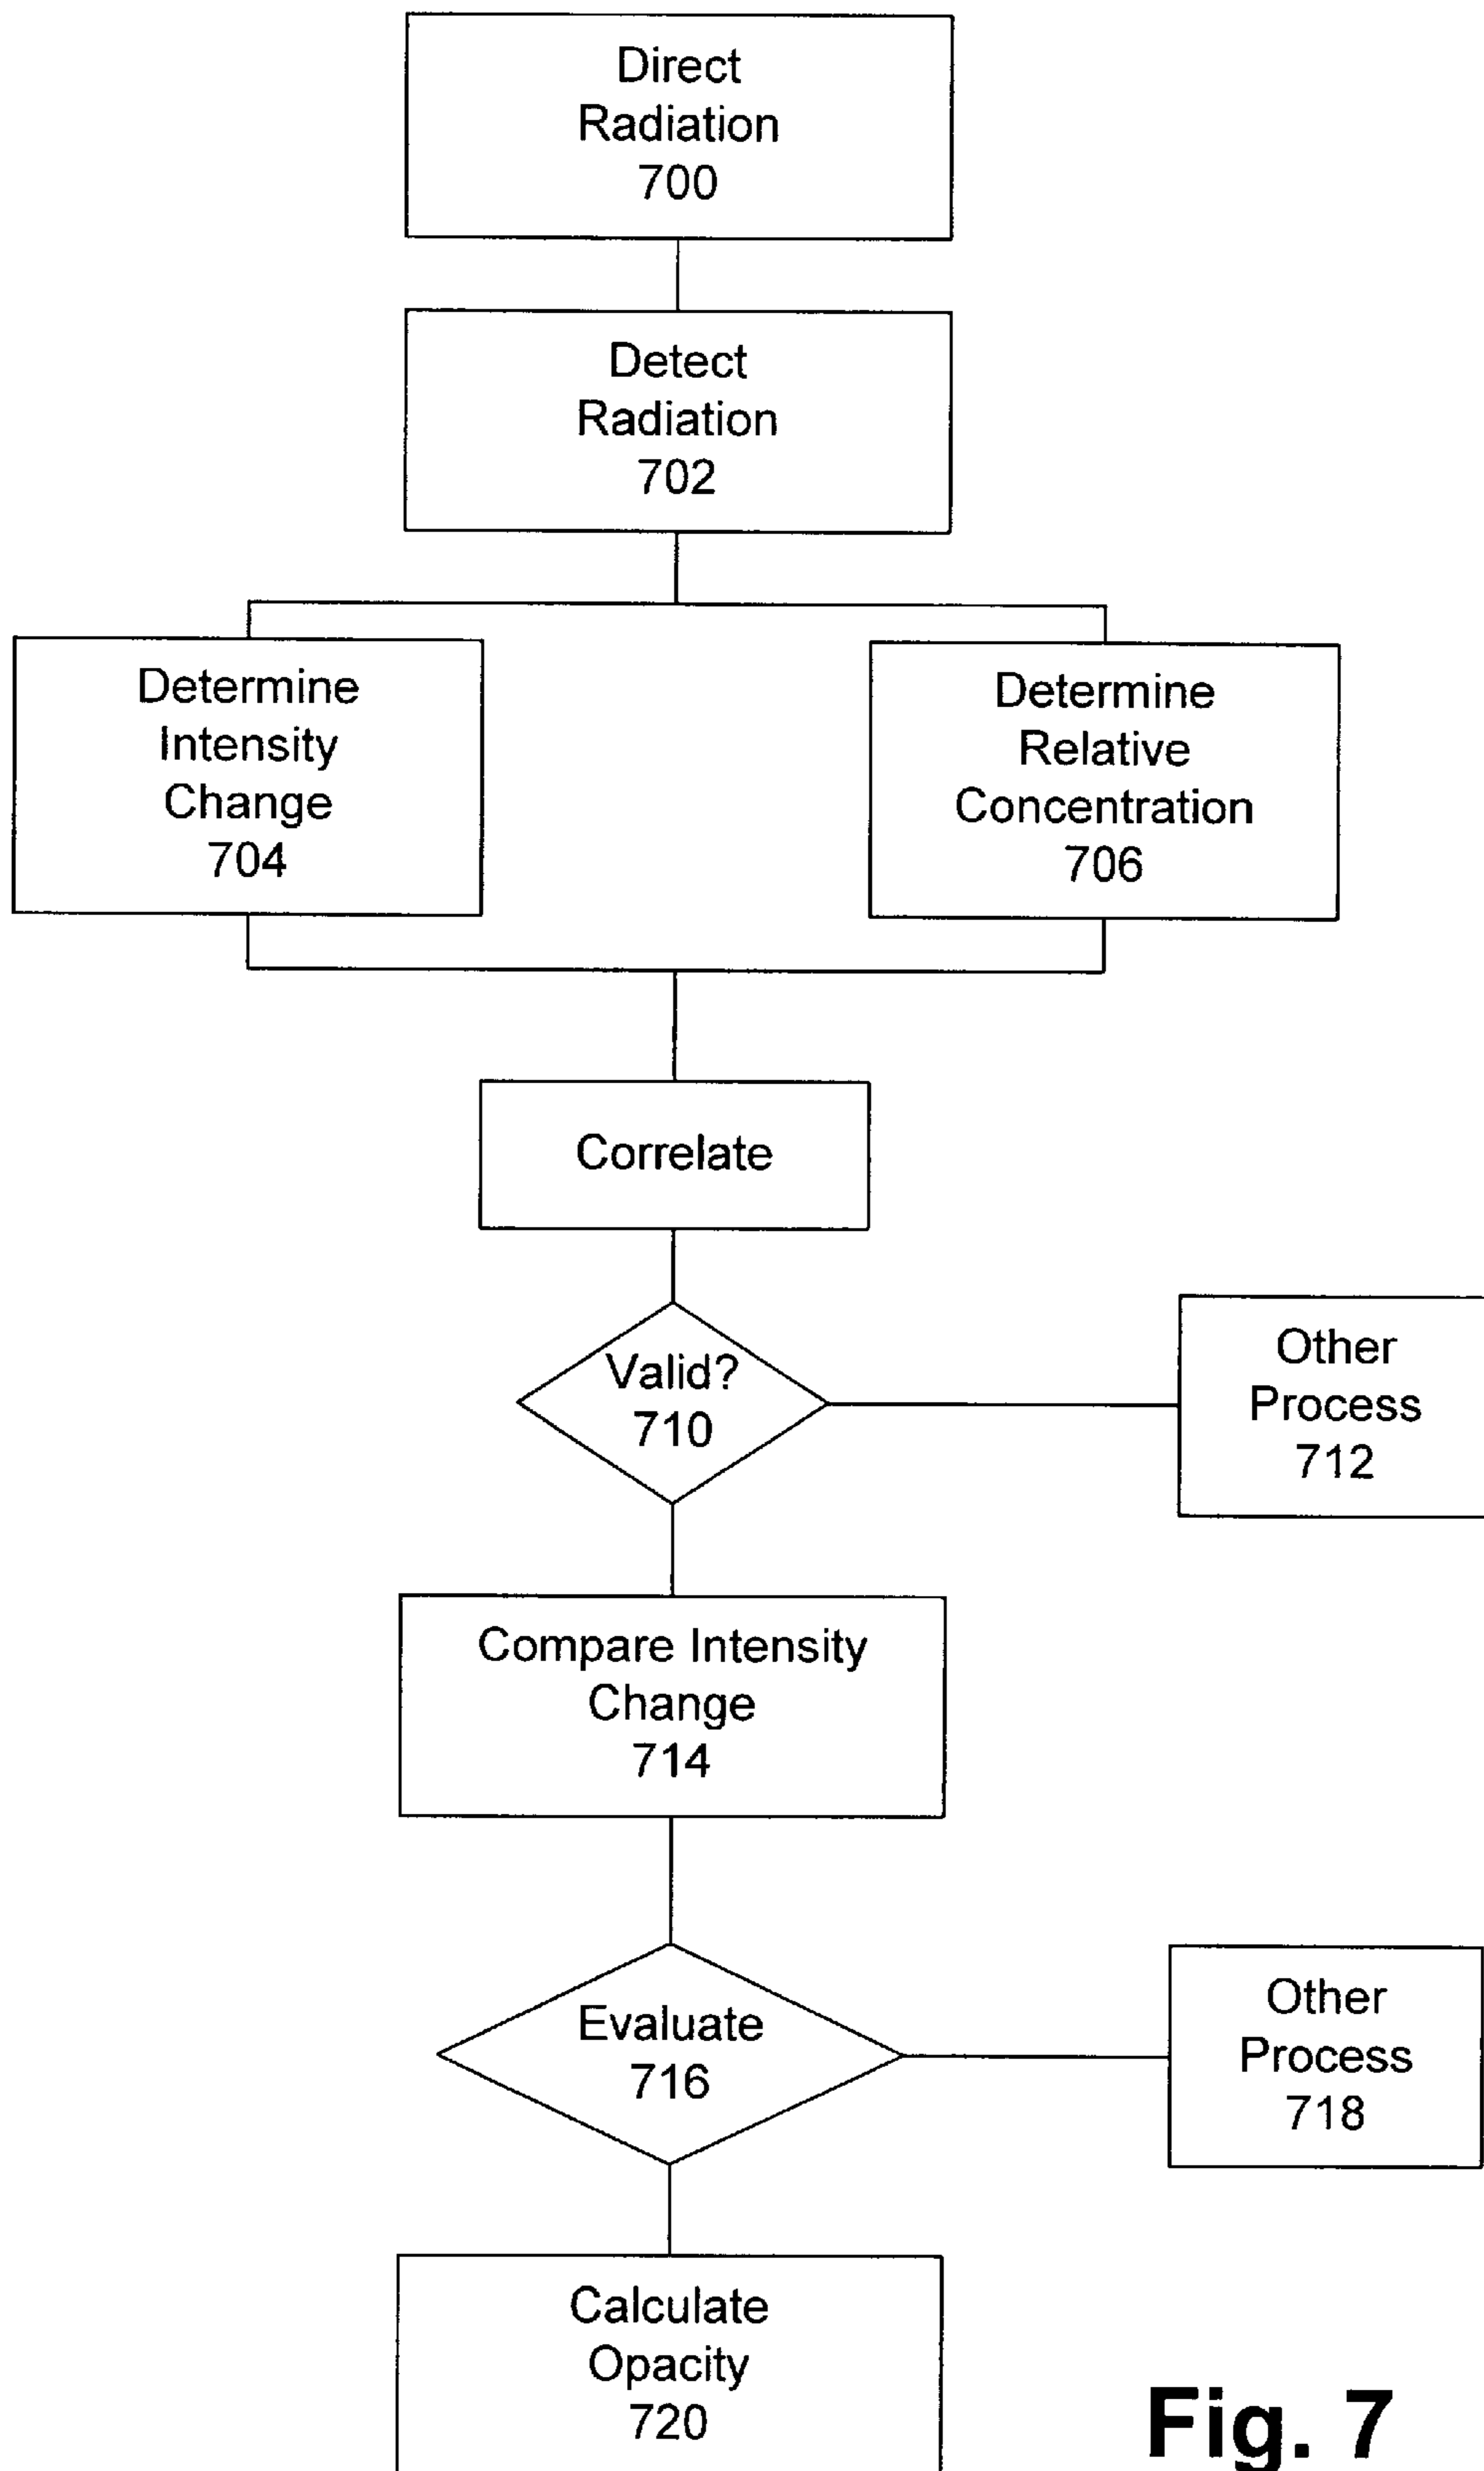 Direct
Radiation
700
Detect
Radiation
702
Determine
Intensity
Change
704
Determine
Relative
Concentration
706
Correlate
Valid?
710
Other
Process
712
Compare Intensity
Change
714
Evaluate
716
Other
Process
718
Calculate
Opacity
720
Fig. 7